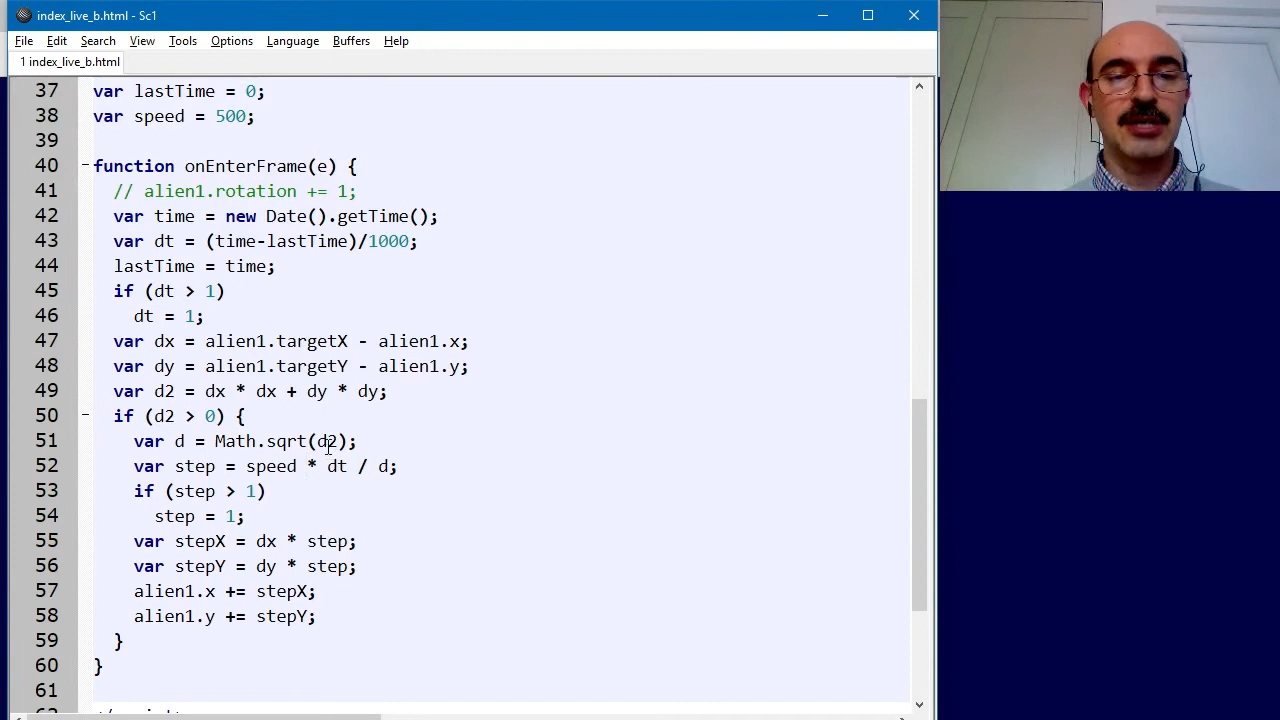 index_live_b.html - Sc1
File Edit Search View Tools Options Language Buffers Help
1 index_live_b.html
37 var lastTime = 0;
38 var speed = 500;
39
40 function onEnterFrame(e) {
41 // alien1.rotation += 1;
42 var time = new Date().getTime();
43 var dt = (time-lastTime)/1000;
44 lastTime = time;
45 if (dt > 1)
46 dt = 1;
47 var dx = alien1.targetX - alien1.x;
48 var dy = alien1.targetY - alien1.y;
49 var d2 = dx * dx + dy * dy;
50 if (d2 > 0) {
51 var d = Math.sqrt(d2);
52 var step = speed * dt / d;
53 if (step > 1)
54 step = 1;
55 var stepX = dx * step;
56 var stepY = dy * step;
57 alien1.x += stepX;
58 alien1.y += stepY;
59 }
60 }
61